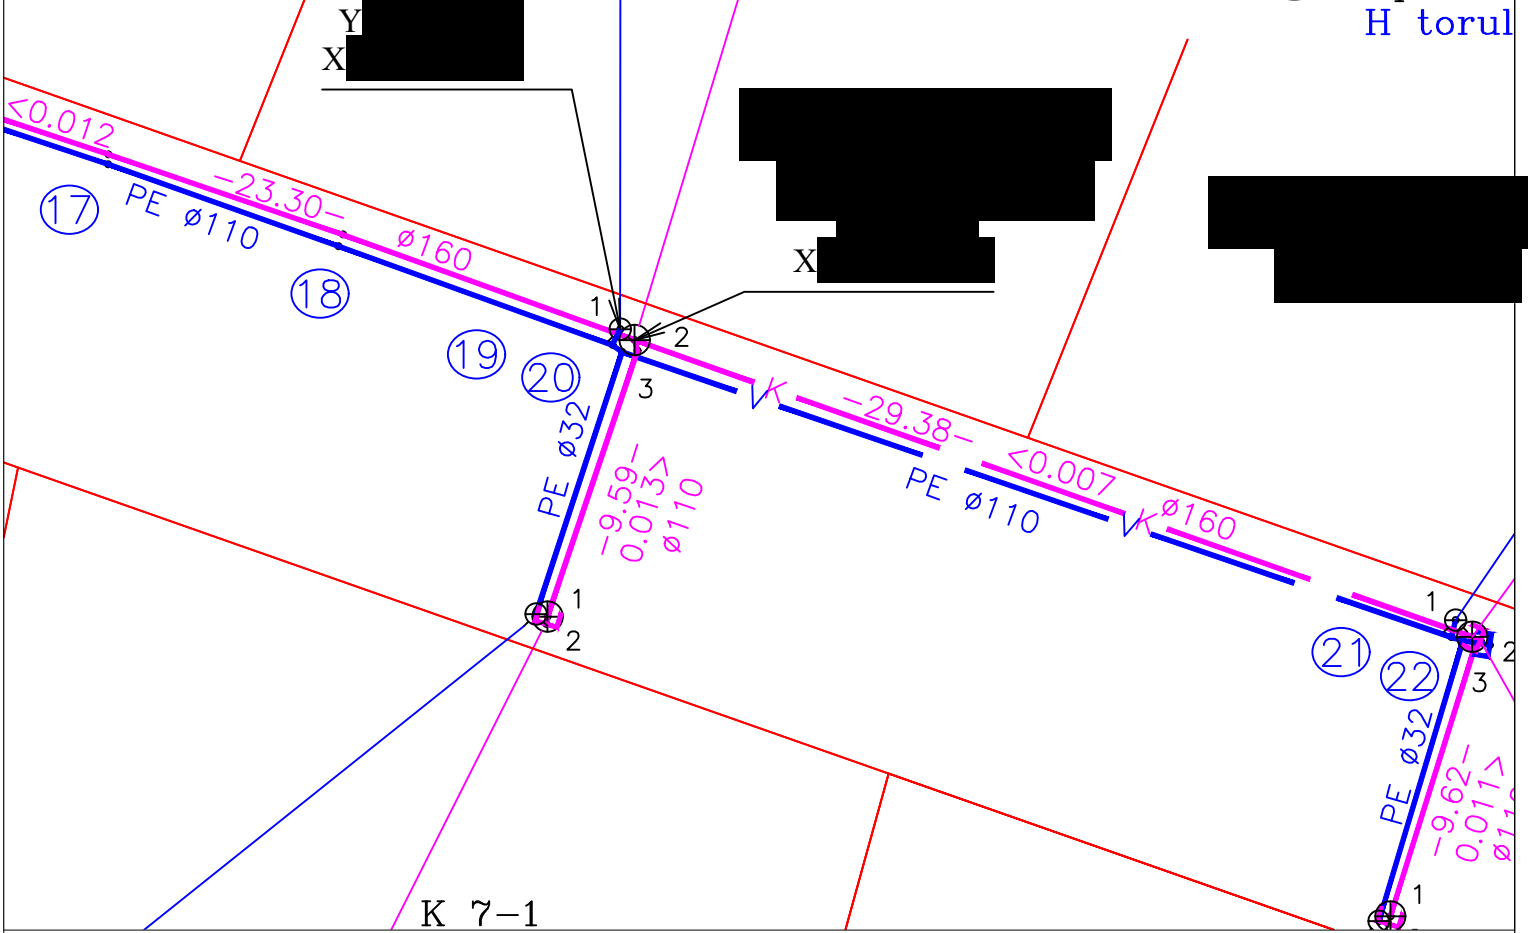 H torul
Y
X
<0.012
-23.30-
ø160
17
PE ø110
18
X
1
2
3
19
20
K
V
-29.38-
<0.007
ø160
PE ø110
V
K
PE ø32
-9.59-
0.013>
ø110
1
2
1
2
3
21
22
PE ø32
-9.62-
0.011>
1
K 7-1